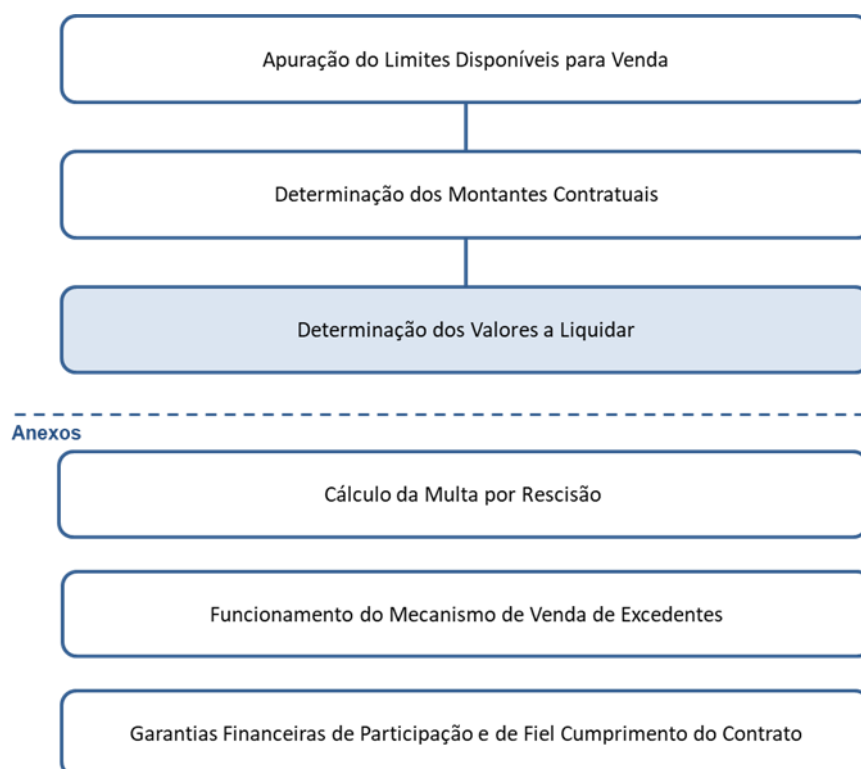 Apuração do Limites Disponíveis para Venda
Determinação dos Montantes Contratuais
Determinação dos Valores a Liquidar
Anexos
Cálculo da Multa por Rescisão
Funcionamento do Mecanismo de Venda de Excedentes
Garantias Financeiras de Participação e de Fiel Cumprimento do Contrato